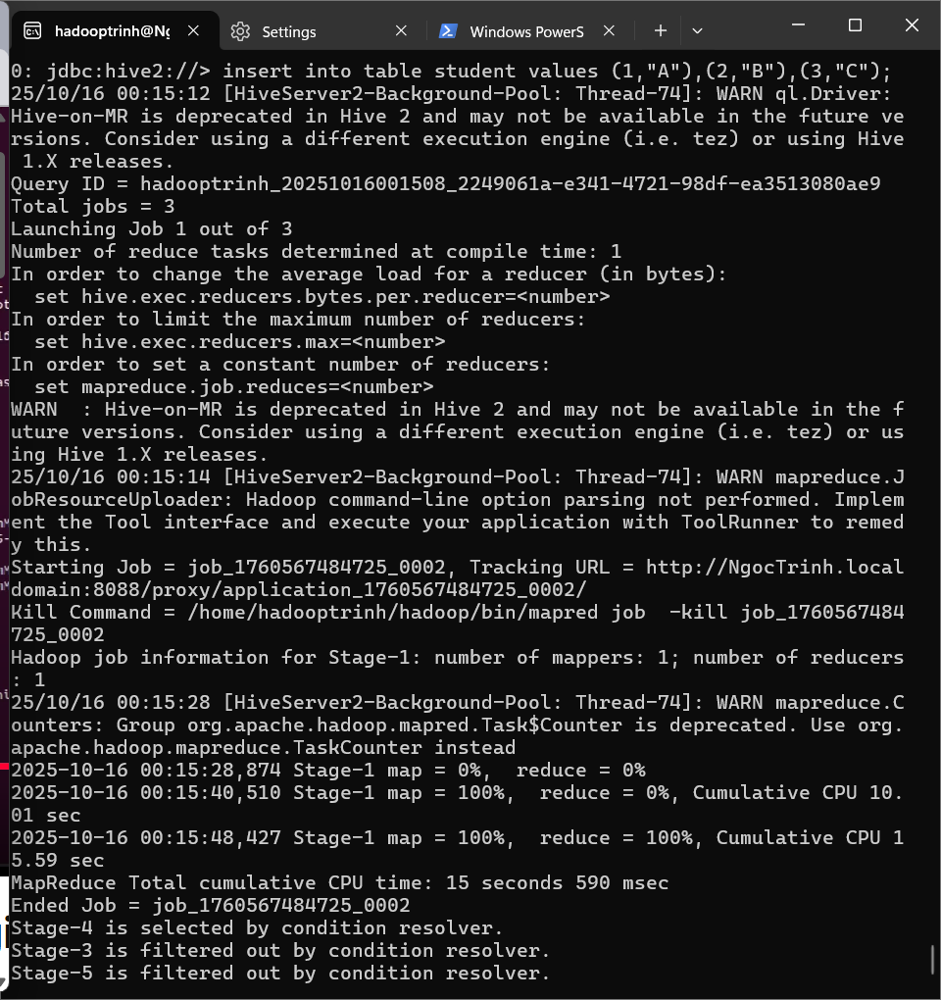 hadooptrinh@Ng
Settings
Windows PowerS
0: jdbc:hive2://> insert into table student values (1,"A"),(2,"B"),(3,"C");
25/10/16 00:15:12 [HiveServer2-Background-Pool: Thread-74]: WARN ql.Driver:
Hive-on-MR is deprecated in Hive 2 and may not be available in the future ve
rsions. Consider using a different execution engine (i.e. tez) or using Hive
 1.X releases.
Query ID = hadooptrinh_20251016001508_2249061a-e341-4721-98df-ea3513080ae9
Total jobs = 3
Launching Job 1 out of 3
Number of reduce tasks determined at compile time: 1
In order to change the average load for a reducer (in bytes):
  set hive.exec.reducers.bytes.per.reducer=<number>
In order to limit the maximum number of reducers:
  set hive.exec.reducers.max=<number>
In order to set a constant number of reducers:
  set mapreduce.job.reduces=<number>
WARN  : Hive-on-MR is deprecated in Hive 2 and may not be available in the f
uture versions. Consider using a different execution engine (i.e. tez) or us
ing Hive 1.X releases.
25/10/16 00:15:14 [HiveServer2-Background-Pool: Thread-74]: WARN mapreduce.J
obResourceUploader: Hadoop command-line option parsing not performed. Implem
ent the Tool interface and execute your application with ToolRunner to remed
y this.
Starting Job = job_1760567484725_0002, Tracking URL = http://NgocTrinh.local
domain:8088/proxy/application_1760567484725_0002/
Kill Command = /home/hadooptrinh/hadoop/bin/mapred job  -kill job_1760567484
725_0002
Hadoop job information for Stage-1: number of mappers: 1; number of reducers
: 1
25/10/16 00:15:28 [HiveServer2-Background-Pool: Thread-74]: WARN mapreduce.C
ounters: Group org.apache.hadoop.mapred.Task$Counter is deprecated. Use org.
apache.hadoop.mapreduce.TaskCounter instead
2025-10-16 00:15:28,874 Stage-1 map = 0%,  reduce = 0%
2025-10-16 00:15:40,510 Stage-1 map = 100%,  reduce = 0%, Cumulative CPU 10.
01 sec
2025-10-16 00:15:48,427 Stage-1 map = 100%,  reduce = 100%, Cumulative CPU 1
5.59 sec
MapReduce Total cumulative CPU time: 15 seconds 590 msec
Ended Job = job_1760567484725_0002
Stage-4 is selected by condition resolver.
Stage-3 is filtered out by condition resolver.
Stage-5 is filtered out by condition resolver.